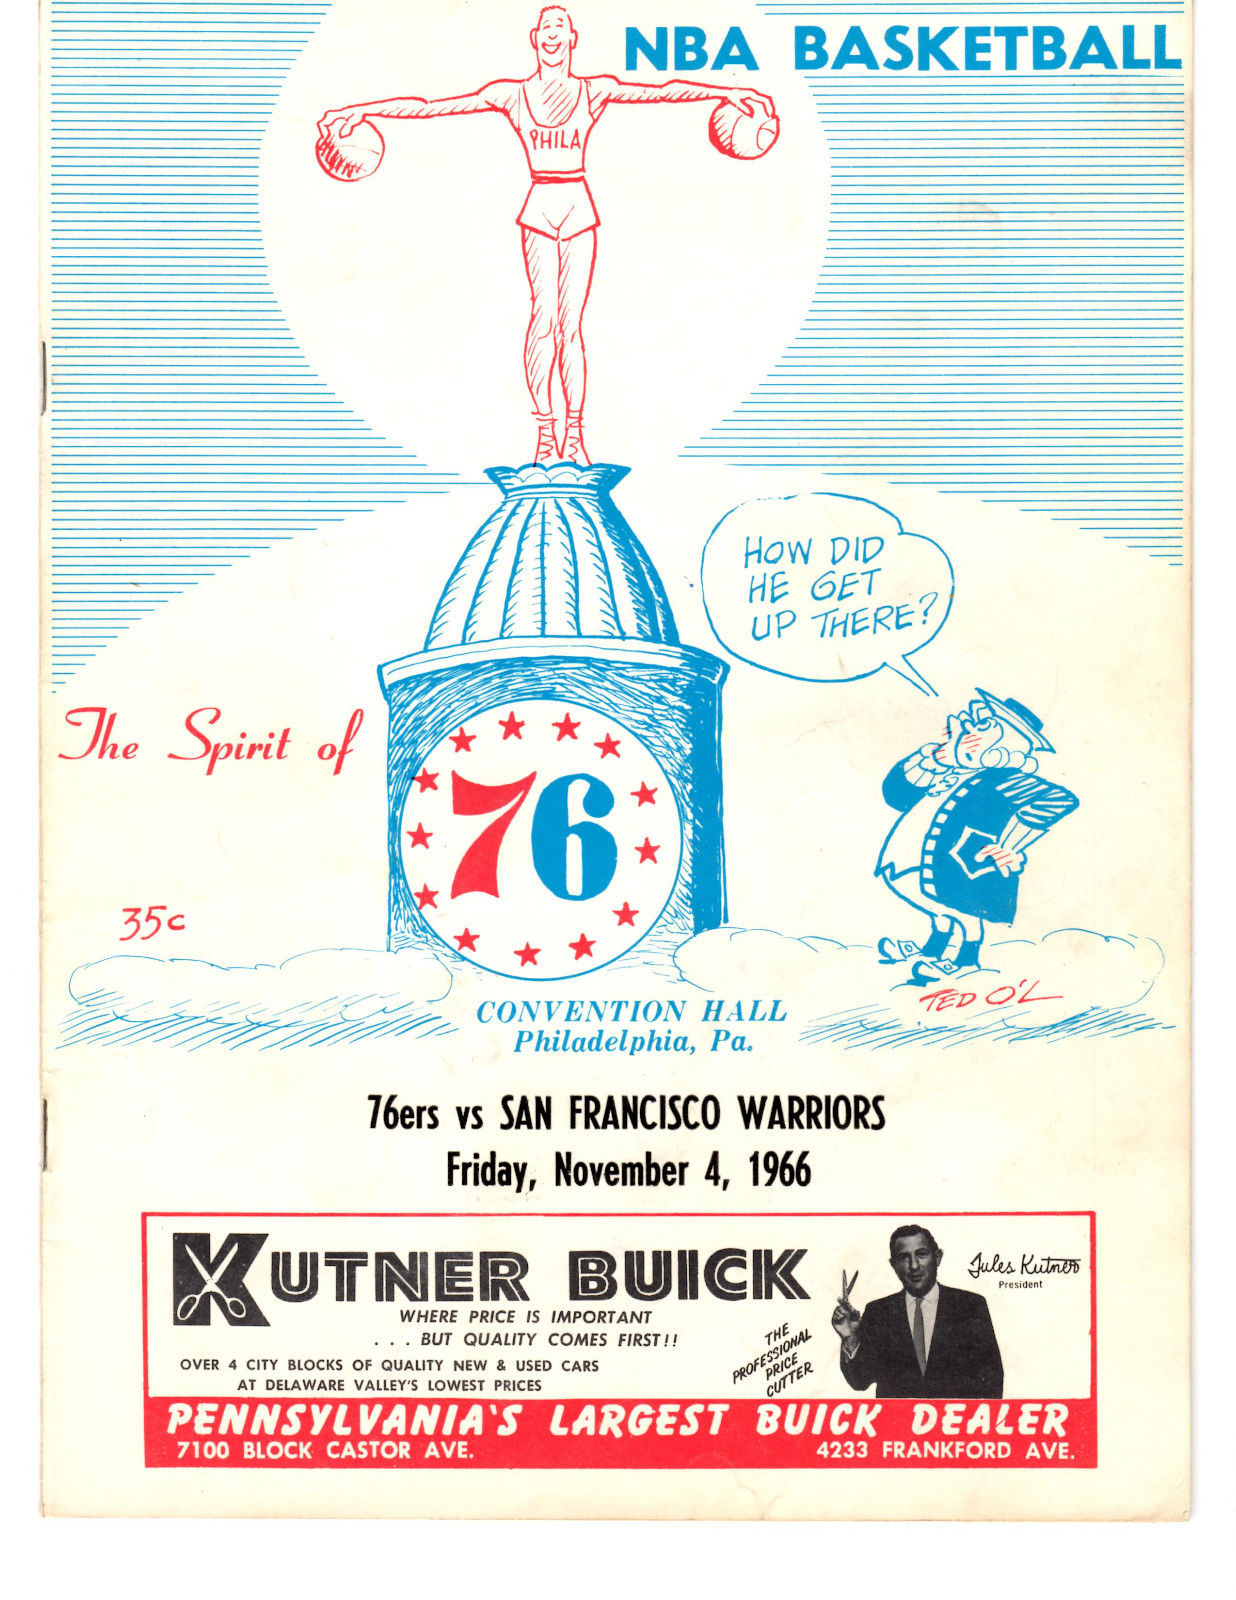 NBA BASKETBALL
PHILA
HOW DID
HE GET
UP THERE?
The Spirit of
76
35c
TED O'L
CONVENTION HALL
Philadelphia, Pa.
76ers vs SAN FRANCISCO WARRIORS
Friday, November 4, 1966
KUTNER BUICK
WHERE PRICE IS IMPORTANT
. . . BUT QUALITY COMES FIRST!!
OVER 4 CITY BLOCKS OF QUALITY NEW & USED CARS
AT DELAWARE VALLEY'S LOWEST PRICES
THE
PROFESSIONAL
PRICE
CUTTER
Jules Kutner
President
PENNSYLVANIA'S LARGEST BUICK DEALER
7100 BLOCK CASTOR AVE. 4233 FRANKFORD AVE.